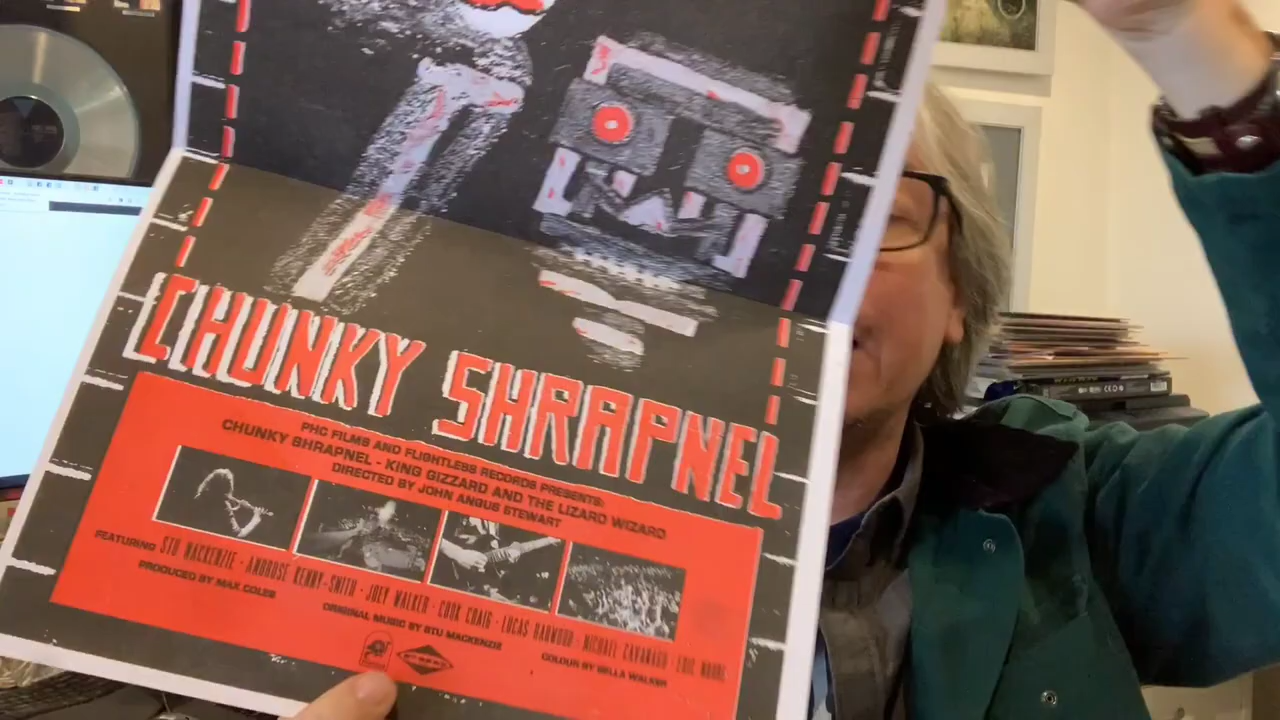 CHUNKY SHRAPNEL
PHC FILMS AND FLIGHTLESS RECORDS PRESENTS:
CHUNKY SHRAPNEL - KING GIZZARD AND THE LIZARD WIZARD
DIRECTED BY JOHN ANGUS STEWART
FEATURING STU MACKENZIE · AMBROSE KENNY-SMITH · JOEY WALKER · COOK CRAIG · LUCAS HARWOOD · MICHAEL CAVANAGH · ERIC MOORE
PRODUCED BY MAX COLES
ORIGINAL MUSIC BY STU MACKENZIE
COLOUR BY BELLA WALKER